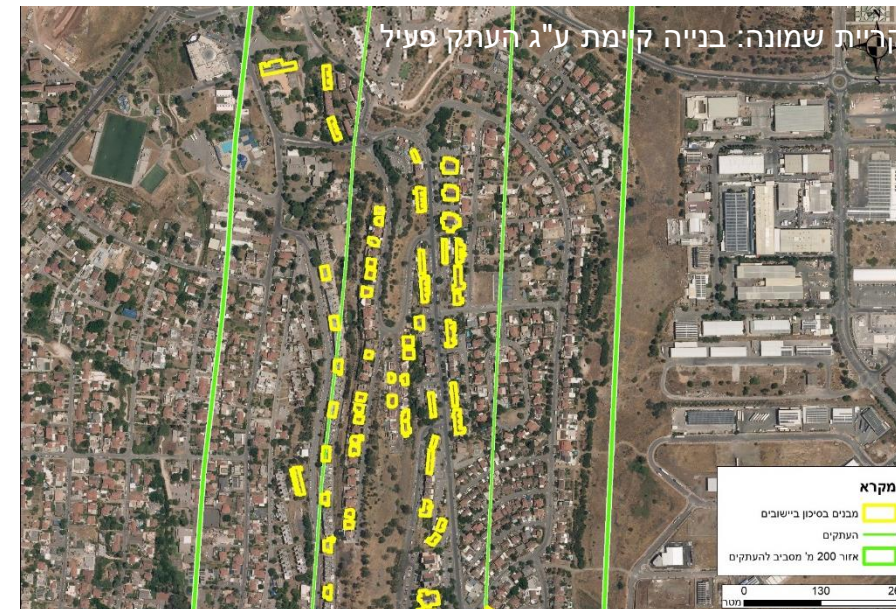 קריית שמונה: בנייה קיימת ע"ג העתק פעיל
מקרא
מבנים בסיכון ביישובים
העתקים
אזור 200 מ' מסביב להעתקים
0 130
מטר